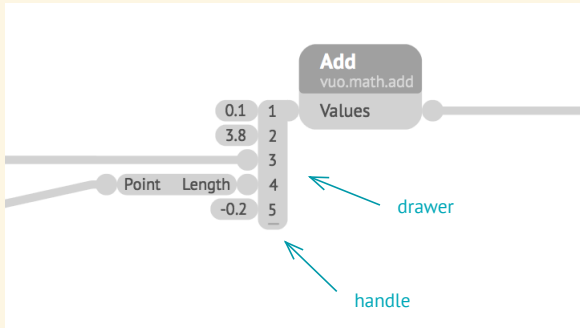 Add
vuo.math.add
0.1 1 Values
3.8 2
3
Point Length 4
-0.2 5
drawer
handle